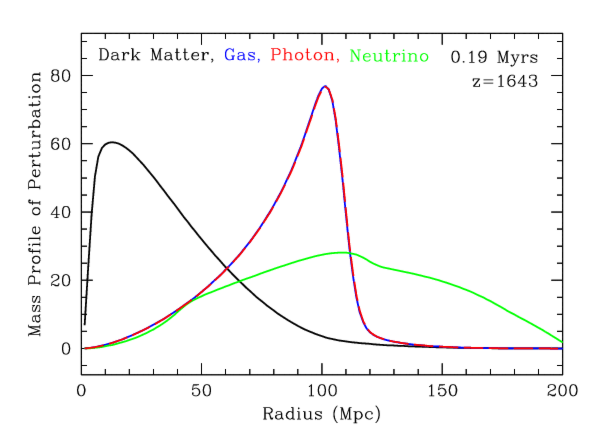 Dark Matter, Gas, Photon, Neutrino 0.19 Myrs
z=1643
Mass Profile of Perturbation
80
60
40
20
0
0 50 100 150 200
Radius (Mpc)